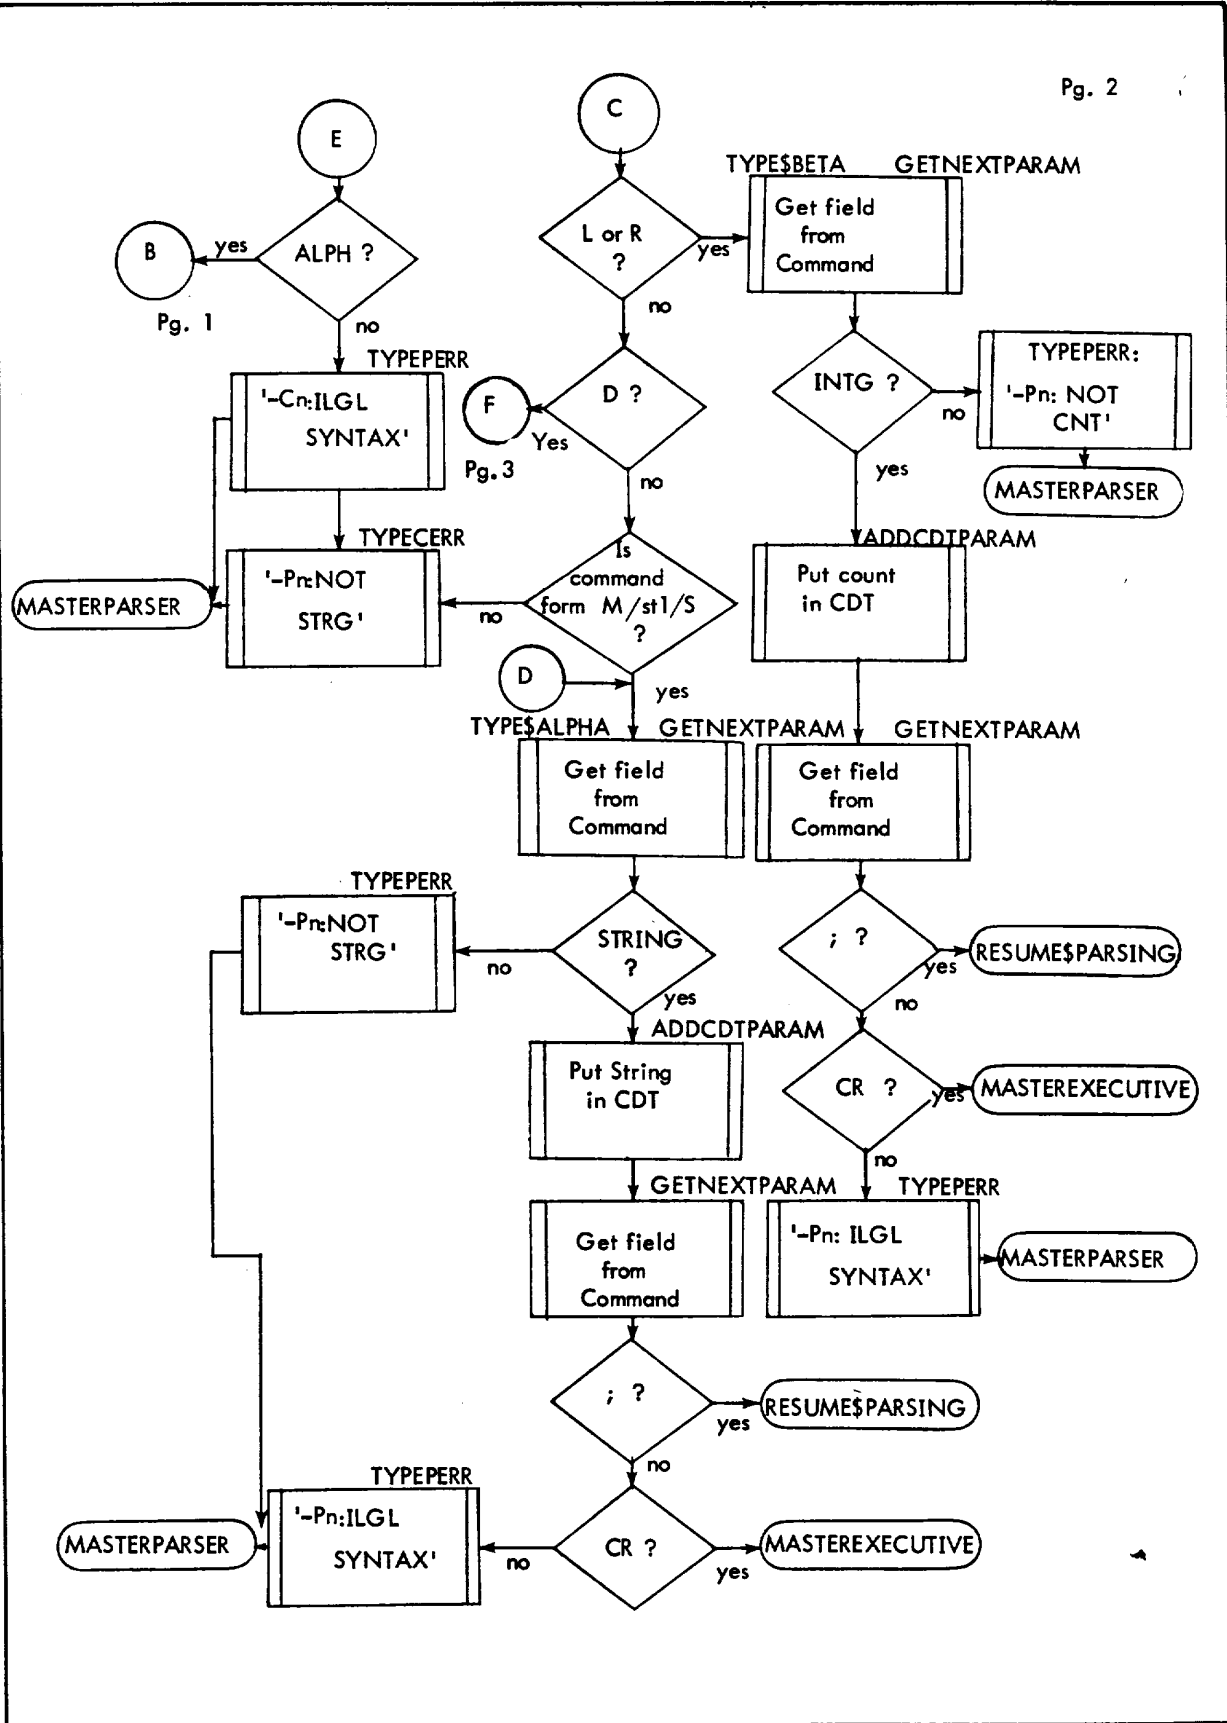 Pg. 2
E
C
TYPE$BETA GETNEXTPARAM
ALPH ?
yes
B
Pg. 1
no
L or R
?
yes
no
Get field
from
Command
TYPEPERR
'-Cn:ILGL
SYNTAX'
D ?
Yes
F
Pg.3
no
INTG ?
no
yes
TYPEPERR:
'-Pn: NOT
CNT'
MASTERPARSER
TYPECERR
'-Pn:NOT
STRG'
MASTERPARSER
Is
command
form M/st1/S
?
no
yes
D
ADDCDTPARAM
Put count
in CDT
TYPE$ALPHA GETNEXTPARAM
Get field
from
Command
GETNEXTPARAM
Get field
from
Command
TYPEPERR
'-Pn:NOT
STRG'
STRING
?
no
yes
; ?
yes
no
RESUME$PARSING
ADDCDTPARAM
Put String
in CDT
CR ?
yes
no
MASTEREXECUTIVE
GETNEXTPARAM
Get field
from
Command
TYPEPERR
'-Pn: ILGL
SYNTAX'
MASTERPARSER
; ?
yes
no
RESUME$PARSING
TYPEPERR
'-Pn:ILGL
SYNTAX'
MASTERPARSER
CR ?
no
yes
MASTEREXECUTIVE